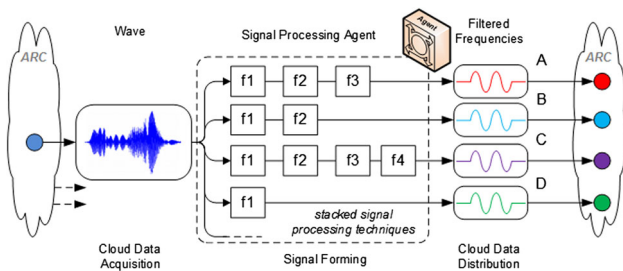 Wave
Signal Processing Agent
Agent
Filtered
Frequencies
ARC
ARC
A
f1 f2 f3
B
f1 f2
C
f1 f2 f3 f4
D
f1
stacked signal
processing techniques
Cloud Data
Acquisition
Signal Forming
Cloud Data
Distribution